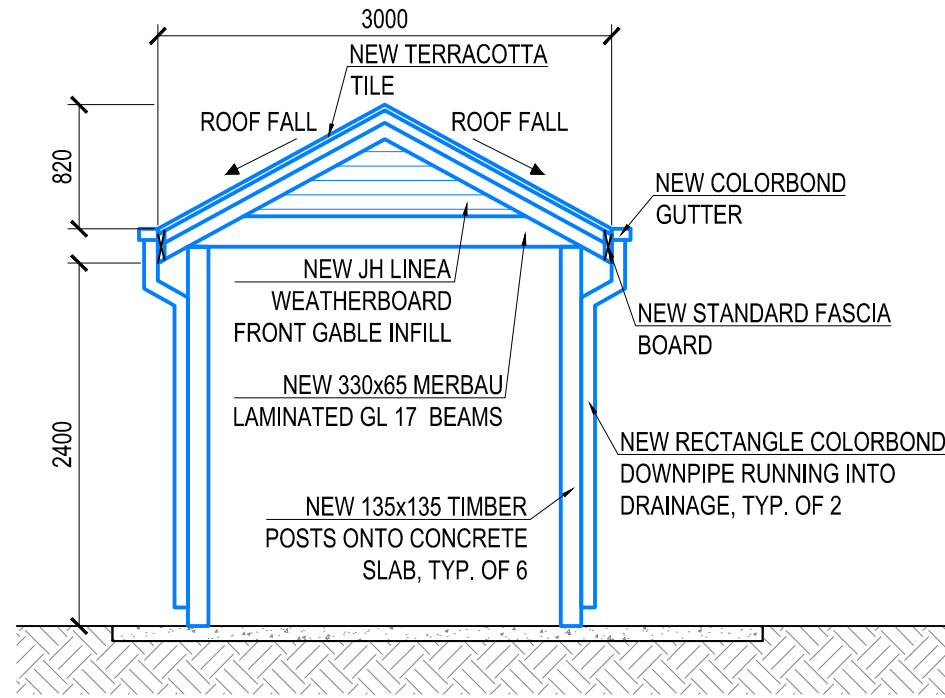 3000
NEW TERRACOTTA
TILE
ROOF FALL
ROOF FALL
820
NEW COLORBOND
GUTTER
NEW JH LINEA
WEATHERBOARD
FRONT GABLE INFILL
NEW STANDARD FASCIA
BOARD
NEW 330x65 MERBAU
LAMINATED GL 17 BEAMS
2400
NEW RECTANGLE COLORBOND
DOWNPIPE RUNNING INTO
DRAINAGE, TYP. OF 2
NEW 135x135 TIMBER
POSTS ONTO CONCRETE
SLAB, TYP. OF 6